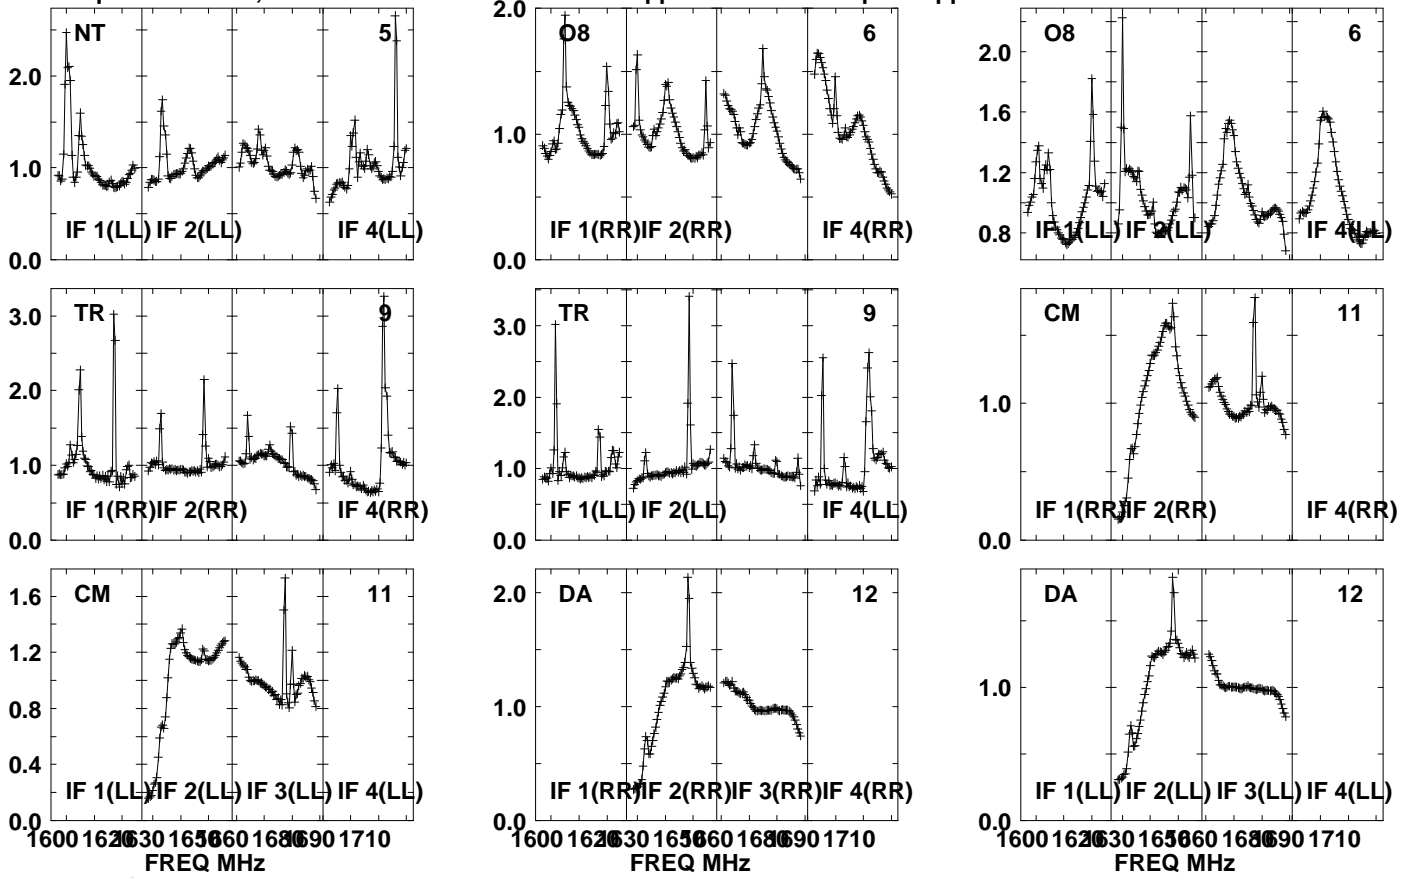 NT 5 O8 6 O8 6
2.0 2.0 2.0
1.6
1.0 1.0 1.2
IF 1(LL) IF 2(LL) IF 4(LL) IF 1(RR) IF 2(RR) IF 4(RR) IF 1(LL) IF 2(LL) IF 4(LL)
0.8
0.0 0.0
TR 9 TR 9 CM 11
3.0 3.0
2.0 2.0
1.0 1.0 1.0
IF 1(RR) IF 2(RR) IF 4(RR) IF 1(LL) IF 2(LL) IF 4(LL) IF 1(RR) IF 2(RR) IF 4(RR)
0.0 0.0 0.0
CM 11 DA 12 DA 12
1.6 2.0
1.2
0.8 1.0 1.0
0.4
IF 1(LL) IF 2(LL) IF 3(LL) IF 4(LL) IF 1(RR) IF 2(RR) IF 3(RR) IF 4(RR) IF 1(LL) IF 2(LL) IF 3(LL) IF 4(LL)
0.0 0.0 0.0
1600 1620 1630 1650 1660 1680 1690 1710 1600 1620 1630 1650 1660 1680 1690 1710 1600 1620 1630 1650 1660 1680 1690 1710
FREQ MHz FREQ MHz FREQ MHz